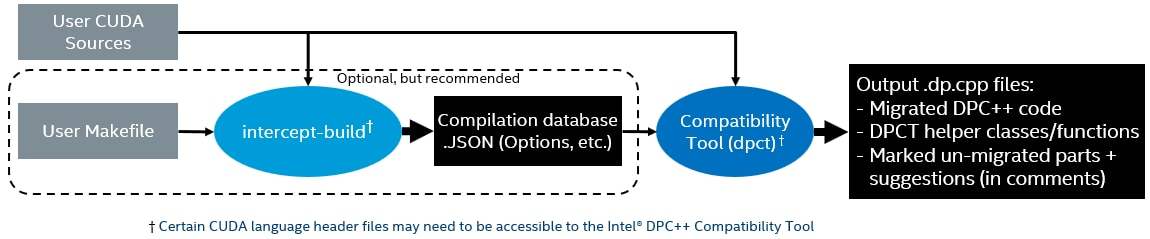 User CUDA
Sources
Optional, but recommended
User Makefile
intercept-build†
Compilation database
.JSON (Options, etc.)
Compatibility
Tool (dpct)†
Output .dp.cpp files:
- Migrated DPC++ code
- DPCT helper classes/functions
- Marked un-migrated parts +
suggestions (in comments)
† Certain CUDA language header files may need to be accessible to the Intel® DPC++ Compatibility Tool